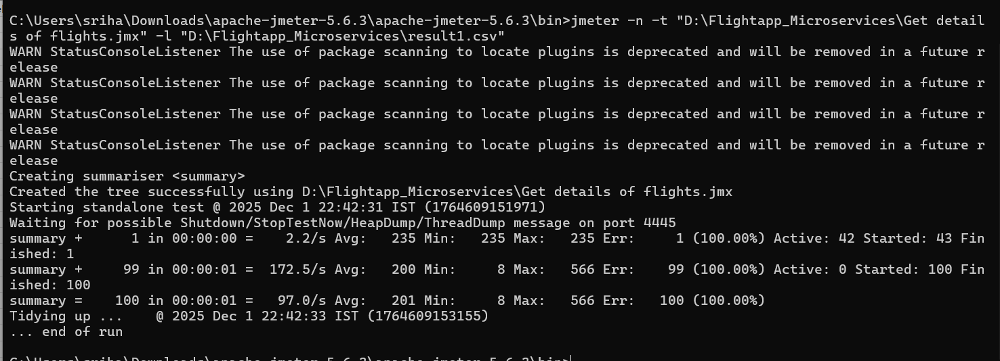 C:\Users\sriha\Downloads\apache-jmeter-5.6.3\apache-jmeter-5.6.3\bin>jmeter -n -t "D:\Flightapp_Microservices\Get detail
s of flights.jmx" -l "D:\Flightapp_Microservices\result1.csv"
WARN StatusConsoleListener The use of package scanning to locate plugins is deprecated and will be removed in a future r
elease
WARN StatusConsoleListener The use of package scanning to locate plugins is deprecated and will be removed in a future r
elease
WARN StatusConsoleListener The use of package scanning to locate plugins is deprecated and will be removed in a future r
elease
WARN StatusConsoleListener The use of package scanning to locate plugins is deprecated and will be removed in a future r
elease
Creating summariser <summary>
Created the tree successfully using D:\Flightapp_Microservices\Get details of flights.jmx
Starting standalone test @ 2025 Dec 1 22:42:31 IST (1764609151971)
Waiting for possible Shutdown/StopTestNow/HeapDump/ThreadDump message on port 4445
summary +      1 in 00:00:00 =    2.2/s Avg:   235 Min:   235 Max:   235 Err:     1 (100.00%) Active: 42 Started: 43 Fin
ished: 1
summary +     99 in 00:00:01 =  172.5/s Avg:   200 Min:     8 Max:   566 Err:    99 (100.00%) Active: 0 Started: 100 Fin
ished: 100
summary =    100 in 00:00:01 =   97.0/s Avg:   201 Min:     8 Max:   566 Err:   100 (100.00%)
Tidying up ...    @ 2025 Dec 1 22:42:33 IST (1764609153155)
... end of run
C:\Users\sriha\Downloads\apache-jmeter-5.6.3\apache-jmeter-5.6.3\bin>